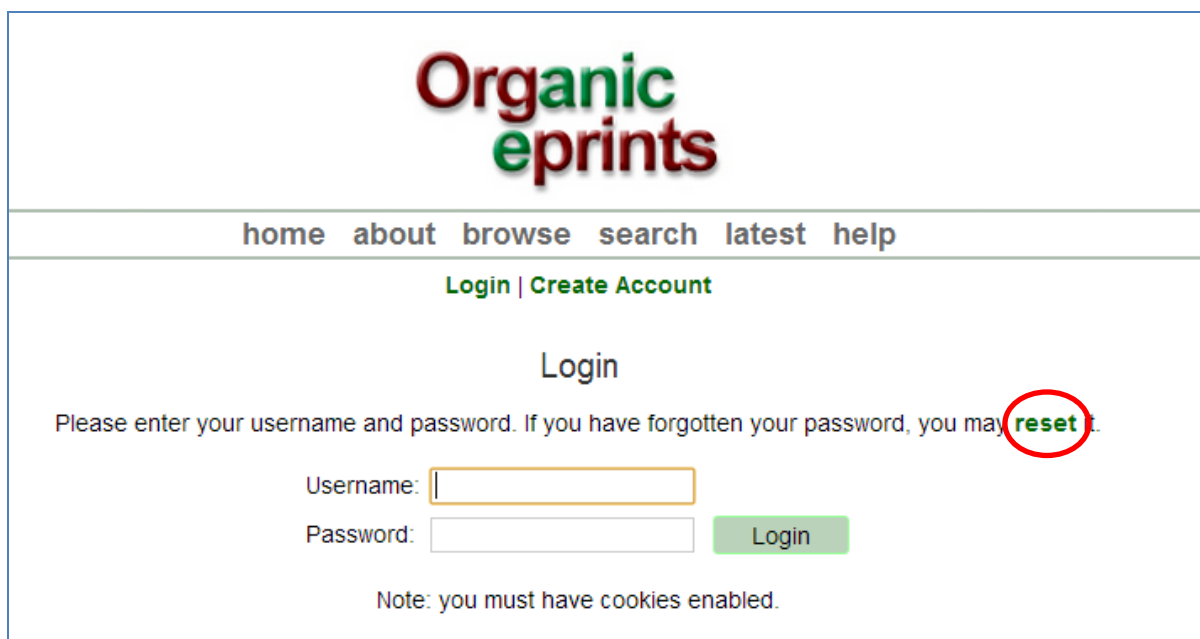 Organic
eprints
home about browse search latest help
Login | Create Account
Login
Please enter your username and password. If you have forgotten your password, you may reset it.
Username:
Password: Login
Note: you must have cookies enabled.